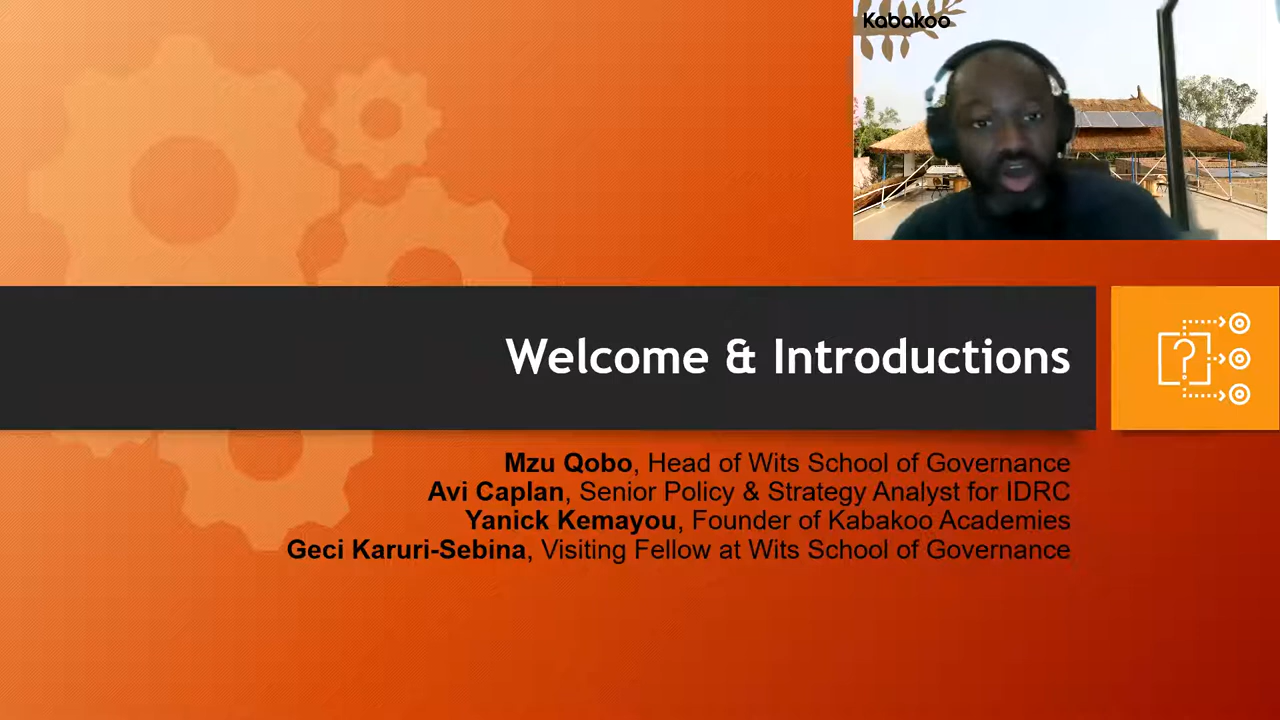 Kabakoo
Welcome & Introductions
Mzu Qobo, Head of Wits School of Governance
Avi Caplan, Senior Policy & Strategy Analyst for IDRC
Yanick Kemayou, Founder of Kabakoo Academies
Geci Karuri-Sebina, Visiting Fellow at Wits School of Governance
?